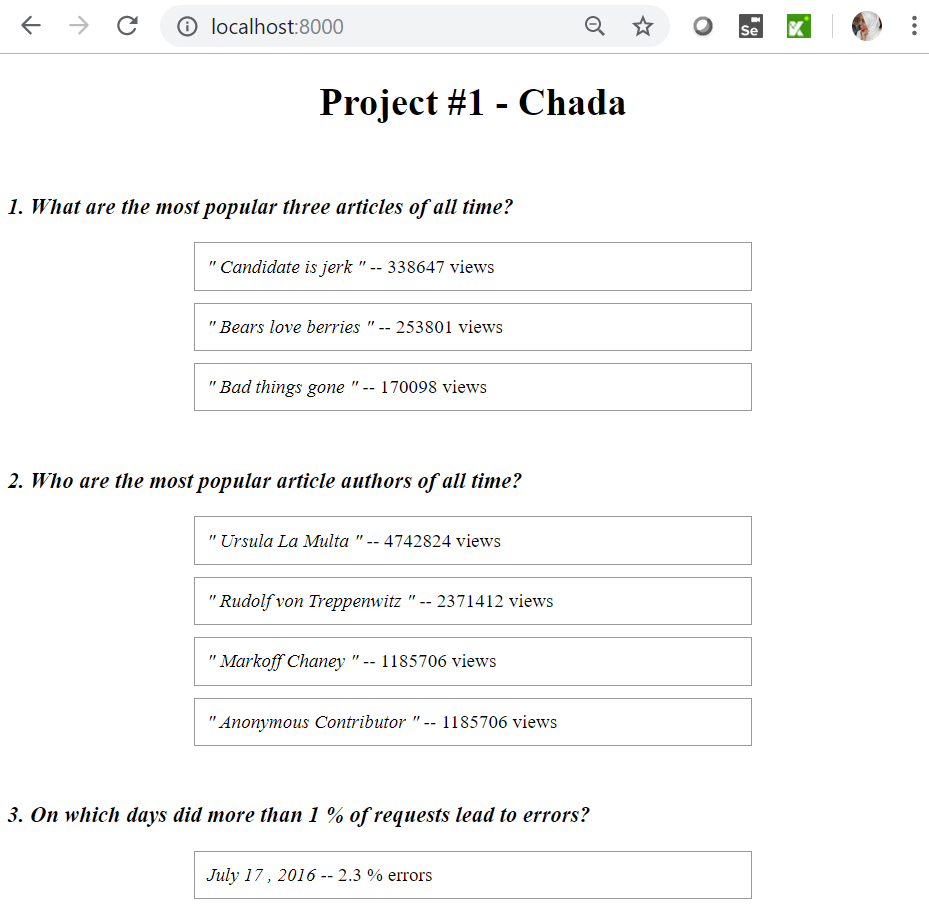 localhost:8000
Se
Project #1 - Chada
1. What are the most popular three articles of all time?
" Candidate is jerk " -- 338647 views
" Bears love berries " -- 253801 views
" Bad things gone " -- 170098 views
2. Who are the most popular article authors of all time?
" Ursula La Multa " -- 4742824 views
" Rudolf von Treppenwitz " -- 2371412 views
" Markoff Chaney " -- 1185706 views
" Anonymous Contributor " -- 1185706 views
3. On which days did more than 1 % of requests lead to errors?
July 17 , 2016 -- 2.3 % errors